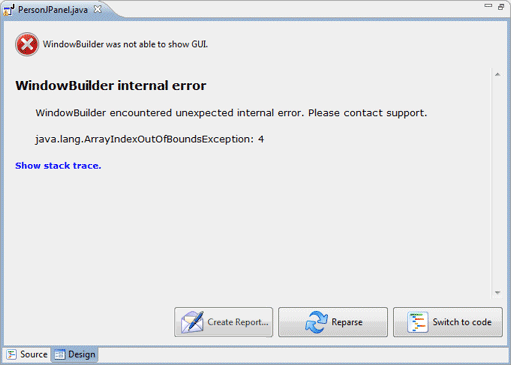 PersonJPanel.java
WindowBuilder was not able to show GUI.
WindowBuilder internal error
WindowBuilder encountered unexpected internal error. Please contact support.
java.lang.ArrayIndexOutOfBoundsException: 4
Show stack trace.
Create Report...
Reparse
Switch to code
Source
Design